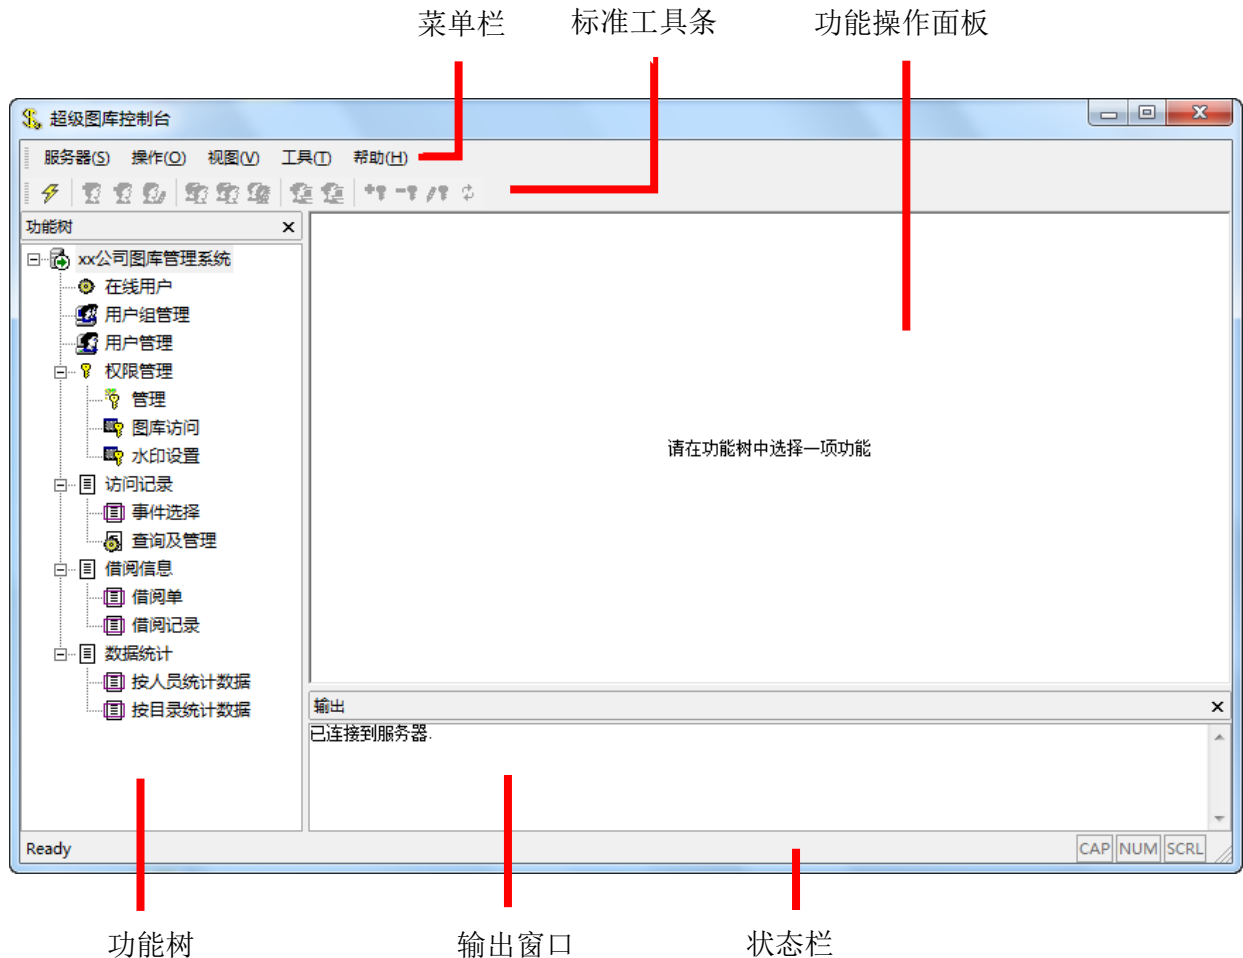 菜单栏
标准工具条
功能操作面板
超级图库控制台
服务器(S) 操作(O) 视图(V) 工具(T) 帮助(H)
功能树
xx公司图库管理系统
在线用户
用户组管理
用户管理
权限管理
管理
图库访问
水印设置
访问记录
事件选择
查询及管理
借阅信息
借阅单
借阅记录
数据统计
按人员统计数据
按目录统计数据
请在功能树中选择一项功能
输出
已连接到服务器.
Ready
CAP NUM SCRL
功能树
输出窗口
状态栏